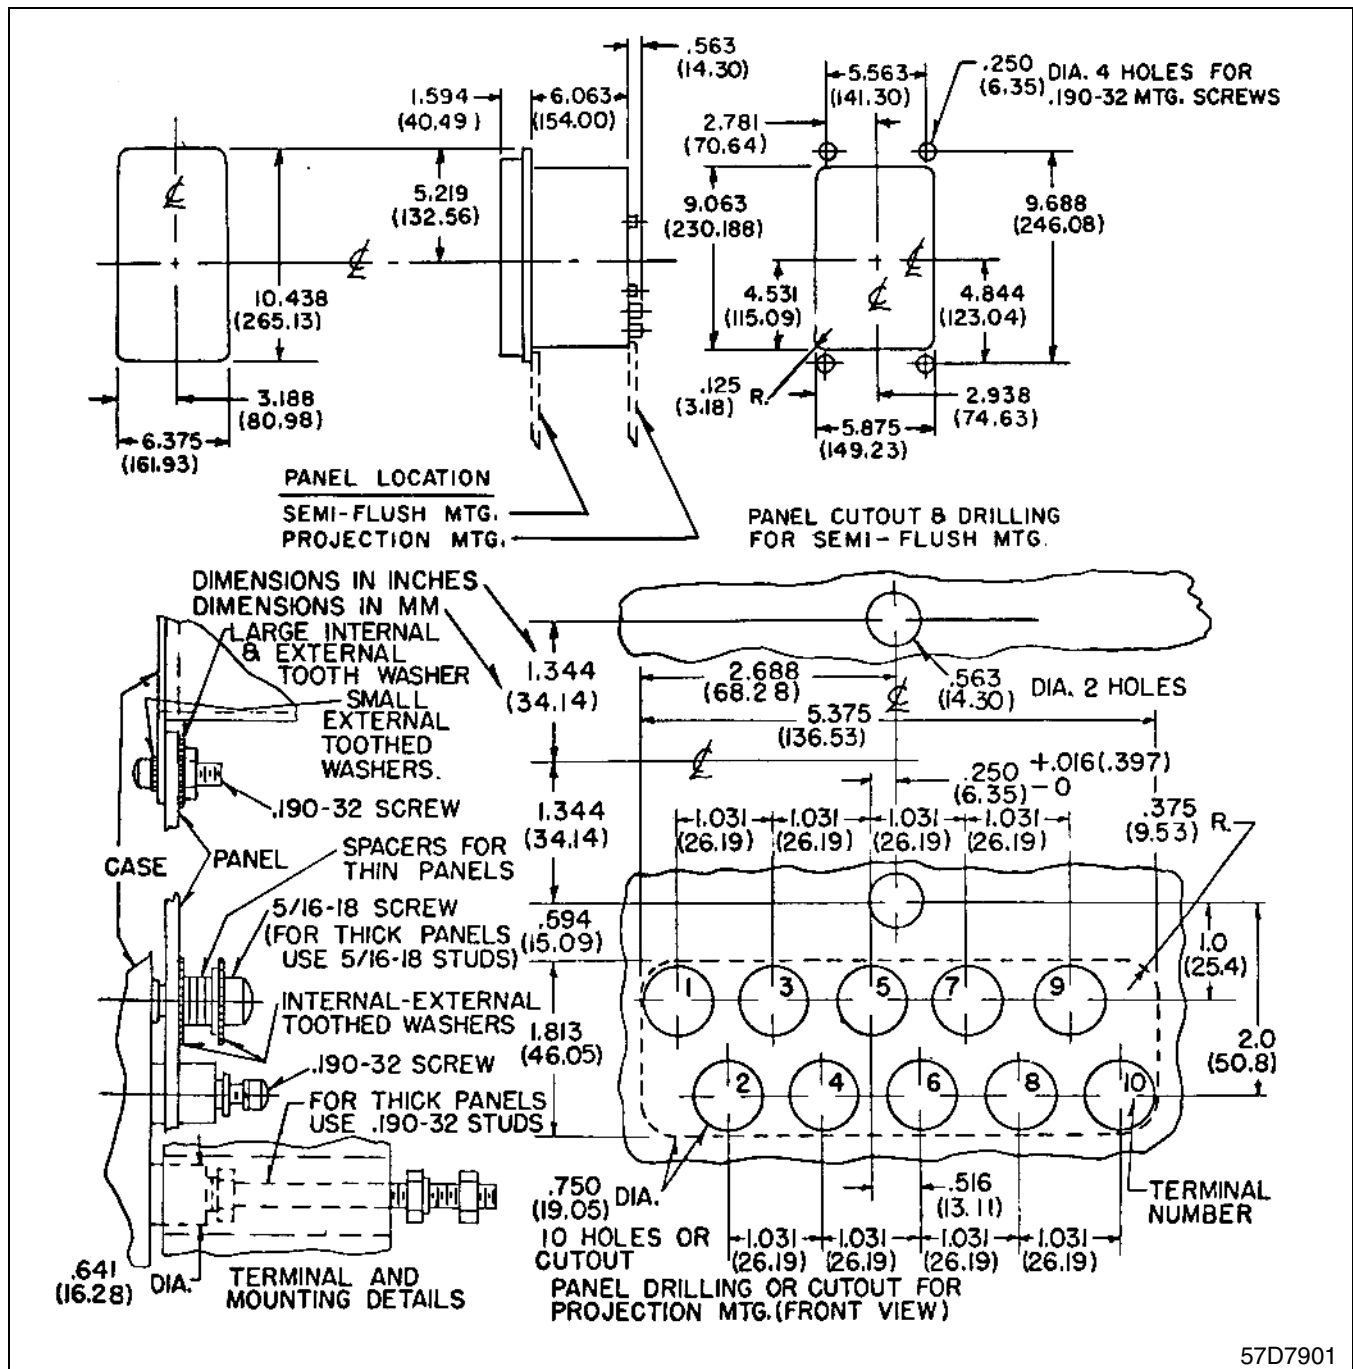 .563
(14.30)
1.594
(40.49)
6.063
(154.00)
5.563
(141.30)
.250
(6.35)
DIA. 4 HOLES FOR
.190-32 MTG. SCREWS
2.781
(70.64)
℄
5.219
(132.56)
9.063
(230.188)
9.688
(246.08)
℄
℄
℄
10.438
(265.13)
4.531
(115.09)
4.844
(123.04)
3.188
(80.98)
.125
(3.18)
R.
2.938
(74.63)
6.375
(161.93)
5.875
(149.23)
PANEL LOCATION
SEMI-FLUSH MTG.
PROJECTION MTG.
PANEL CUTOUT & DRILLING
FOR SEMI-FLUSH MTG.
DIMENSIONS IN INCHES
DIMENSIONS IN MM
LARGE INTERNAL
& EXTERNAL
TOOTH WASHER
SMALL
EXTERNAL
TOOTHED
WASHERS.
.190-32 SCREW
1.344
(34.14)
2.688
(68.28)
℄
.563
(14.30)
DIA. 2 HOLES
5.375
(136.53)
℄
.250
(6.35)
+.016(.397)
-0
1.344
(34.14)
1.031
(26.19)
1.031
(26.19)
1.031
(26.19)
1.031
(26.19)
.375
(9.53)
R.
CASE
PANEL
SPACERS FOR
THIN PANELS
5/16-18 SCREW
(FOR THICK PANELS
USE 5/16-18 STUDS)
.594
(15.09)
1.0
(25.4)
1 3 5 7 9
INTERNAL-EXTERNAL
TOOTHED WASHERS
1.813
(46.05)
2.0
(50.8)
.190-32 SCREW
2 4 6 8 10
FOR THICK PANELS
USE .190-32 STUDS
.750
(19.05)
DIA.
10 HOLES OR
CUTOUT
.516
(13.11)
TERMINAL
NUMBER
1.031
(26.19)
1.031
(26.19)
1.031
(26.19)
1.031
(26.19)
.641
(16.28)
DIA.
TERMINAL AND
MOUNTING DETAILS
PANEL DRILLING OR CUTOUT FOR
PROJECTION MTG.(FRONT VIEW)
57D7901